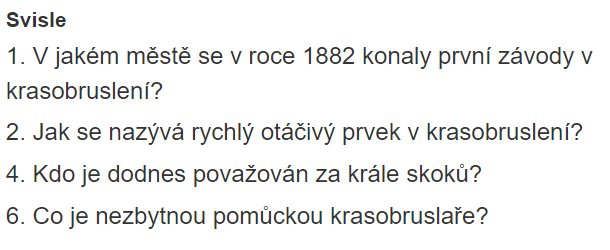 Svisle
1. V jakém městě se v roce 1882 konaly první závody v
krasobruslení?
2. Jak se nazývá rychlý otáčivý prvek v krasobruslení?
4. Kdo je dodnes považován za krále skoků?
6. Co je nezbytnou pomůckou krasobruslaře?